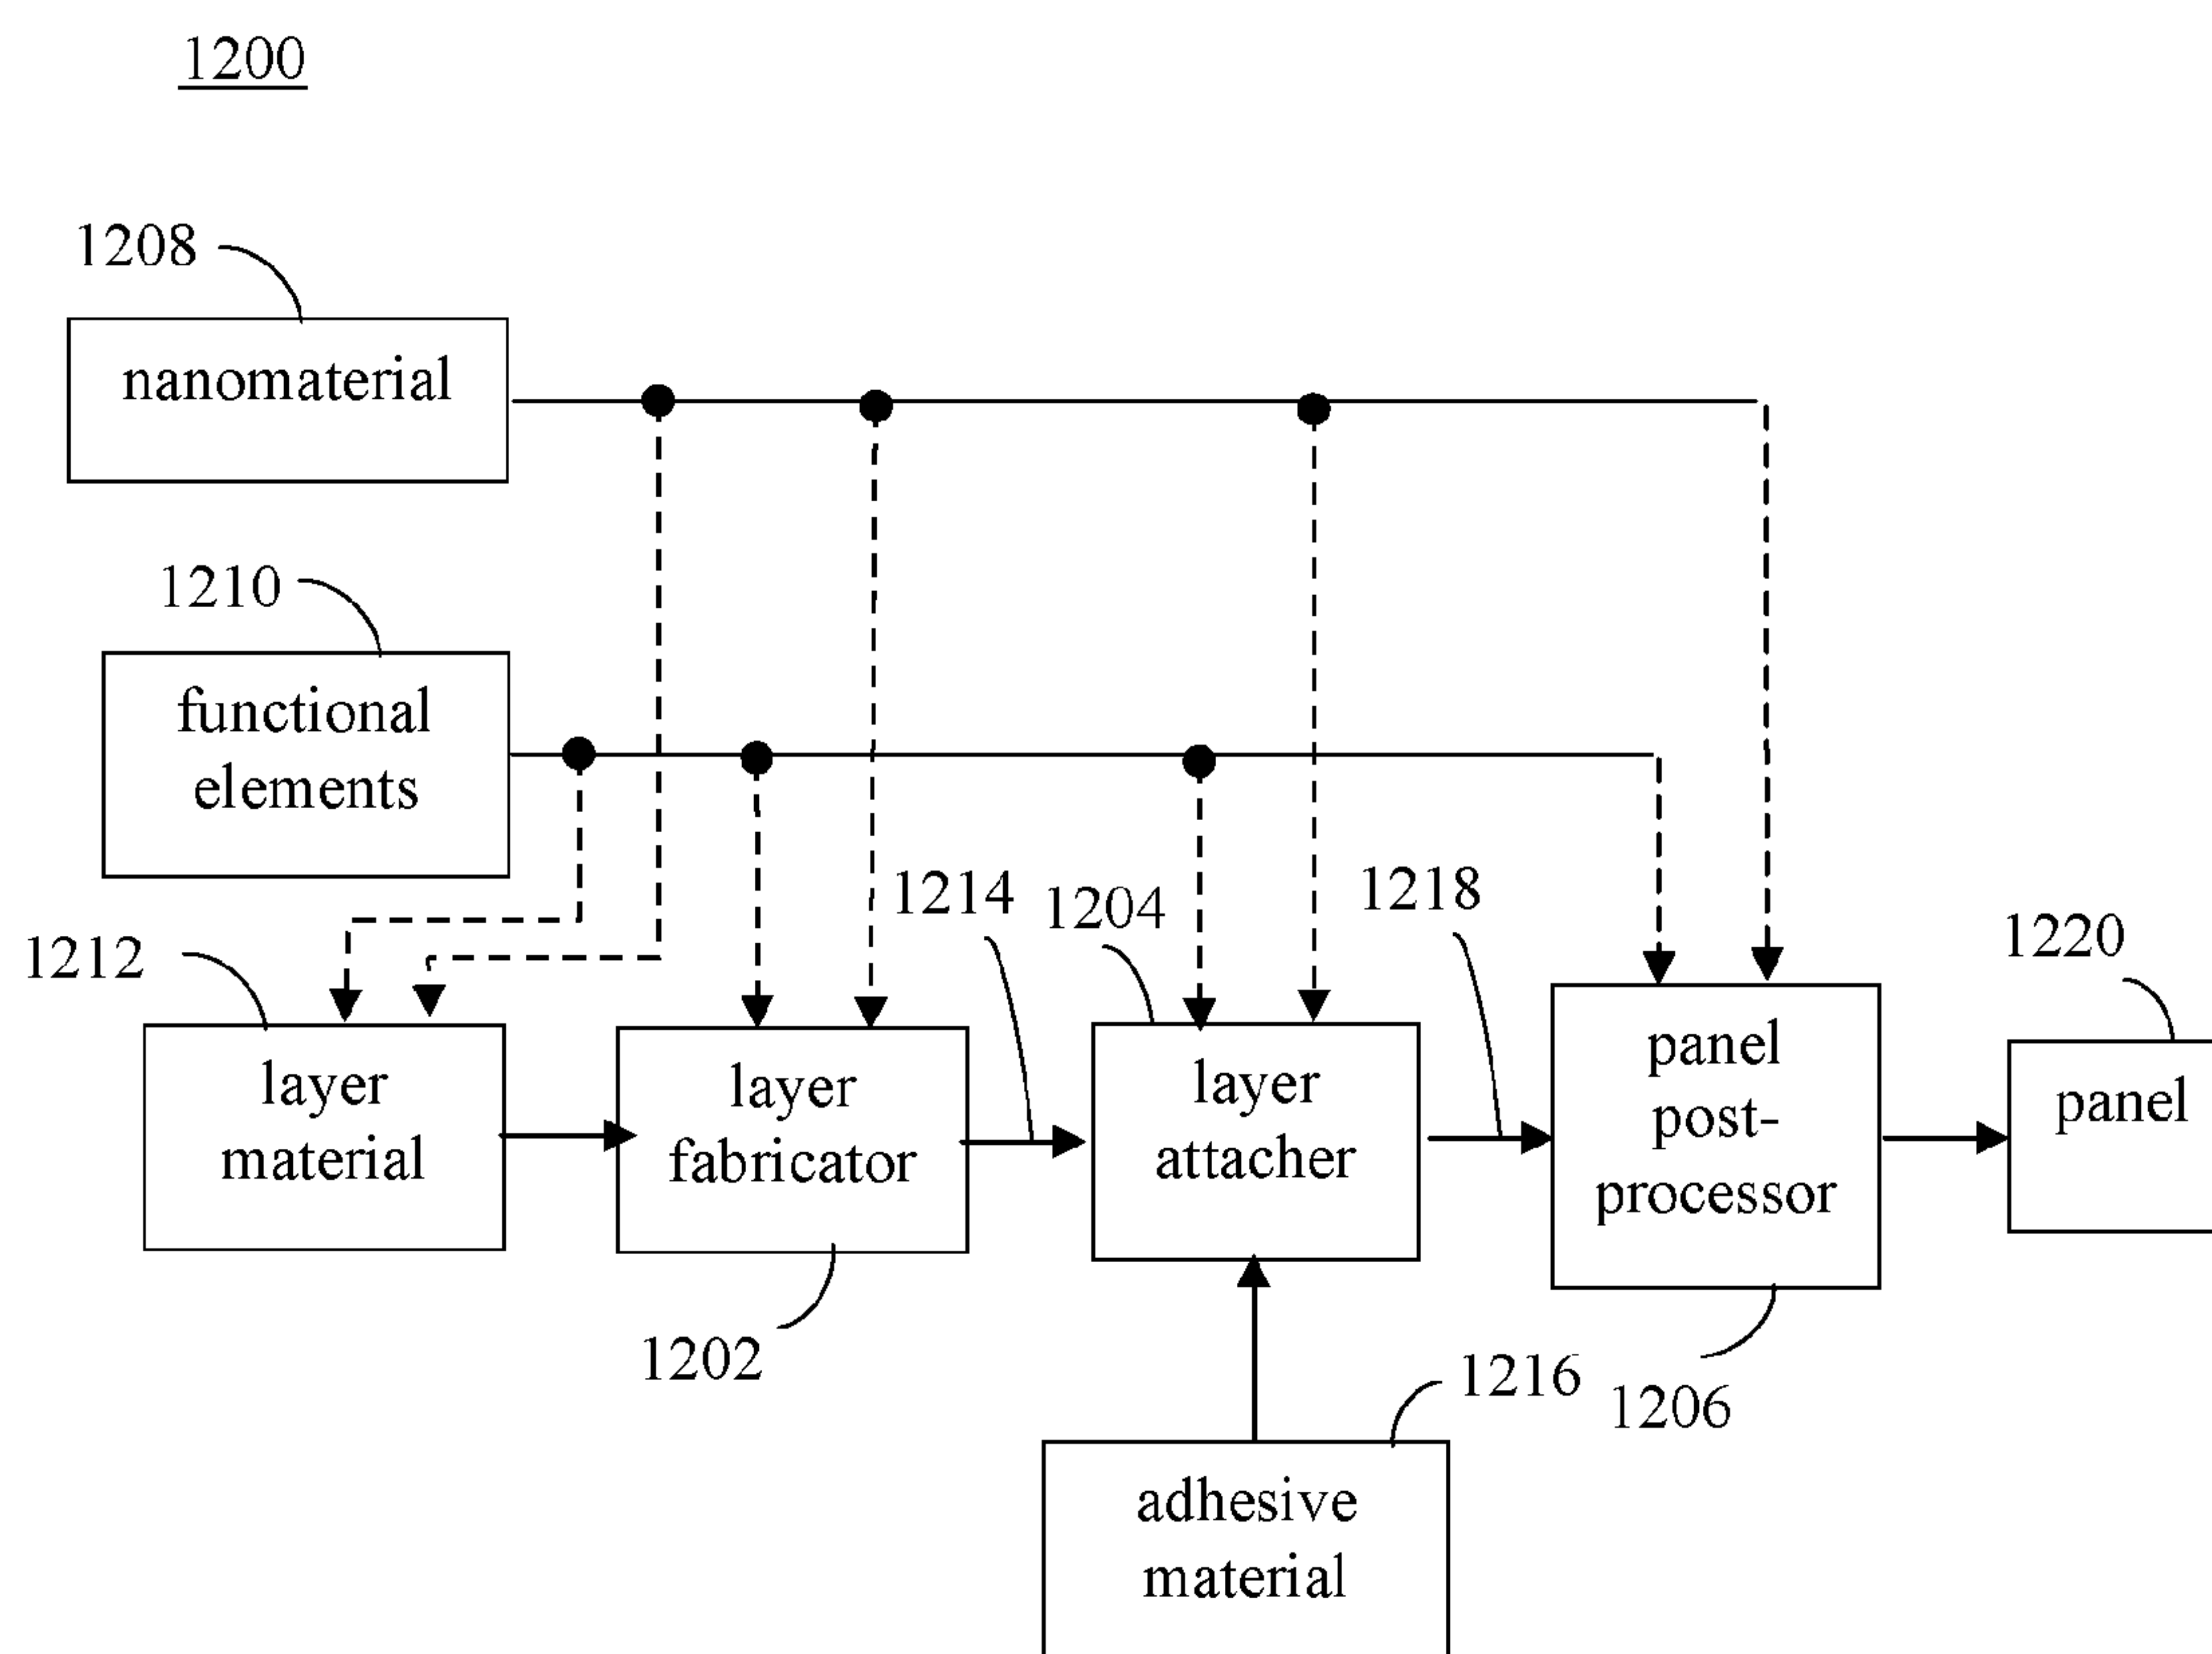 1200
1208
nanomaterial
1210
functional
elements
1214
1204
1218
1212
1220
layer
material
layer
fabricator
layer
attacher
panel
post-
processor
panel
1202
1216
1206
adhesive
material